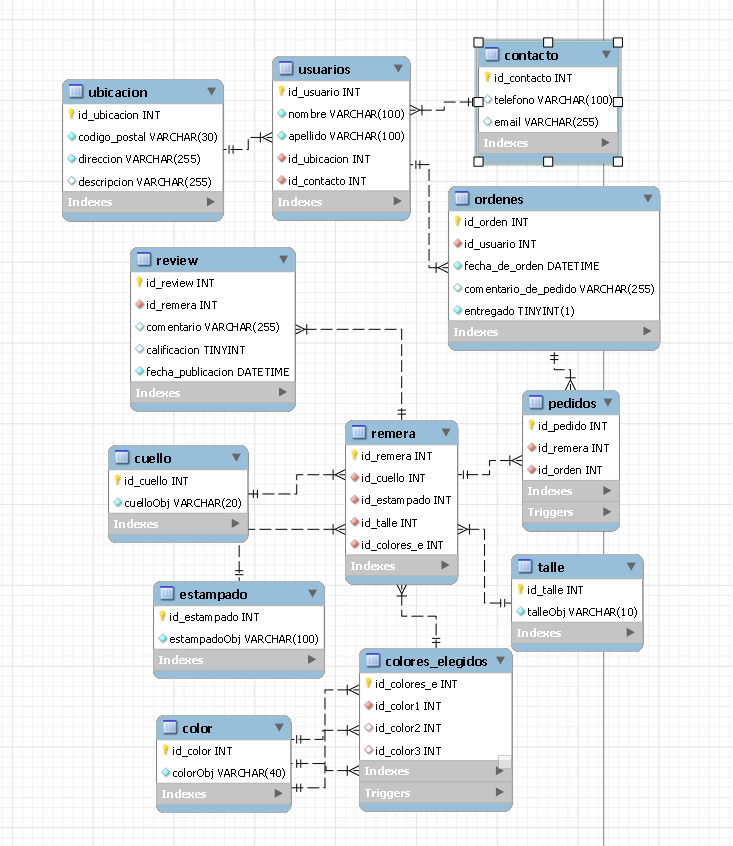 ubicacion
id_ubicacion INT
codigo_postal VARCHAR(30)
direccion VARCHAR(255)
descripcion VARCHAR(255)
Indexes
usuarios
id_usuario INT
nombre VARCHAR(100)
apellido VARCHAR(100)
id_ubicacion INT
id_contacto INT
Indexes
contacto
id_contacto INT
telefono VARCHAR(100)
email VARCHAR(255)
Indexes
ordenes
id_orden INT
id_usuario INT
fecha_de_orden DATETIME
comentario_de_pedido VARCHAR(255)
entregado TINYINT(1)
Indexes
review
id_review INT
id_remera INT
comentario VARCHAR(255)
calificacion TINYINT
fecha_publicacion DATETIME
Indexes
pedidos
id_pedido INT
id_remera INT
id_orden INT
Indexes
Triggers
remera
id_remera INT
id_cuello INT
id_estampado INT
id_talle INT
id_colores_e INT
Indexes
cuello
id_cuello INT
cuelloObj VARCHAR(20)
Indexes
talle
id_talle INT
talleObj VARCHAR(10)
Indexes
estampado
id_estampado INT
estampadoObj VARCHAR(100)
Indexes
colores_elegidos
id_colores_e INT
id_color1 INT
id_color2 INT
id_color3 INT
Indexes
Triggers
color
id_color INT
colorObj VARCHAR(40)
Indexes